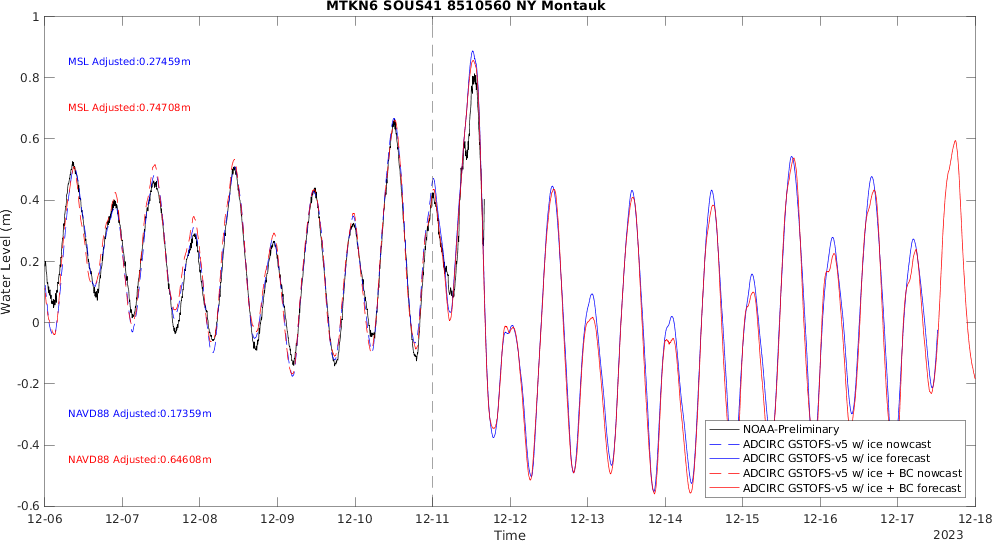 MTKN6 SOUS41 8510560 NY Montauk
1
0.8
0.6
0.4
0.2
0
-0.2
-0.4
-0.6
Water Level (m)
MSL Adjusted:0.27459m
MSL Adjusted:0.74708m
NAVD88 Adjusted:0.17359m
NAVD88 Adjusted:0.64608m
NOAA-Preliminary
ADCIRC GSTOFS-v5 w/ ice nowcast
ADCIRC GSTOFS-v5 w/ ice forecast
ADCIRC GSTOFS-v5 w/ice + BC nowcast
ADCIRC GSTOFS-v5 w/ice + BC forecast
12-06 12-07 12-08 12-09 12-10 12-11 12-12 12-13 12-14 12-15 12-16 12-17 12-18
Time
2023